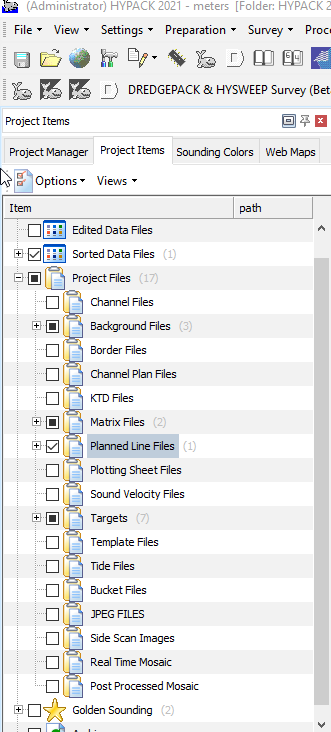 (Administrator) HYPACK 2021 - meters [Folder: HYPACK 2
File View Settings Preparation Survey Proc
DREDGEPACK & HYSWEEP Survey (Beta
Project Items
Project Manager Project Items Sounding Colors Web Maps
Options Views
Item path
Edited Data Files
Sorted Data Files (1)
Project Files (17)
Channel Files
Background Files (3)
Border Files
Channel Plan Files
KTD Files
Matrix Files (2)
Planned Line Files (1)
Plotting Sheet Files
Sound Velocity Files
Targets (7)
Template Files
Tide Files
Bucket Files
JPEG FILES
Side Scan Images
Real Time Mosaic
Post Processed Mosaic
Golden Sounding (2)